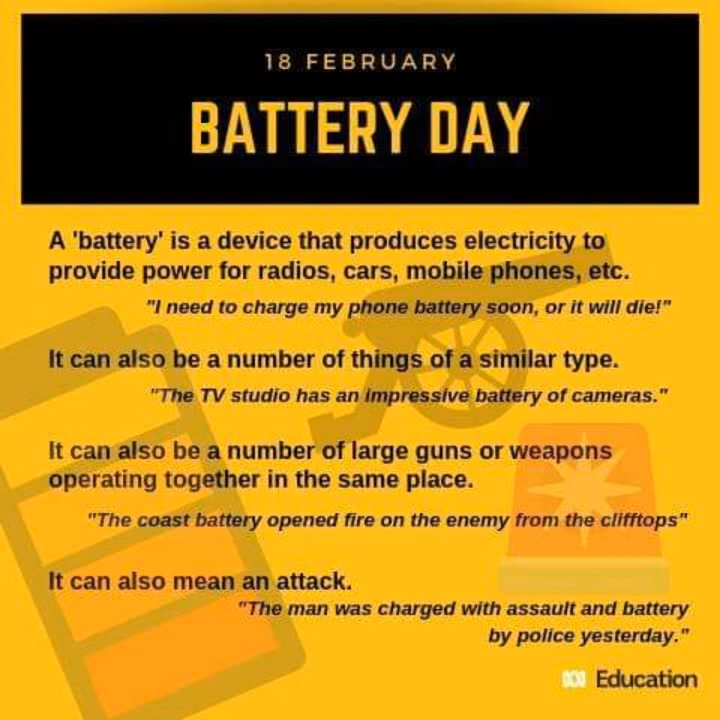 18 FEBRUARY
BATTERY DAY
A 'battery' is a device that produces electricity to
provide power for radios, cars, mobile phones, etc.
"I need to charge my phone battery soon, or it will die!"
It can also be a number of things of a similar type.
"The TV studio has an impressive battery of cameras."
It can also be a number of large guns or weapons
operating together in the same place.
"The coast battery opened fire on the enemy from the clifftops"
It can also mean an attack.
"The man was charged with assault and battery
by police yesterday."
Education